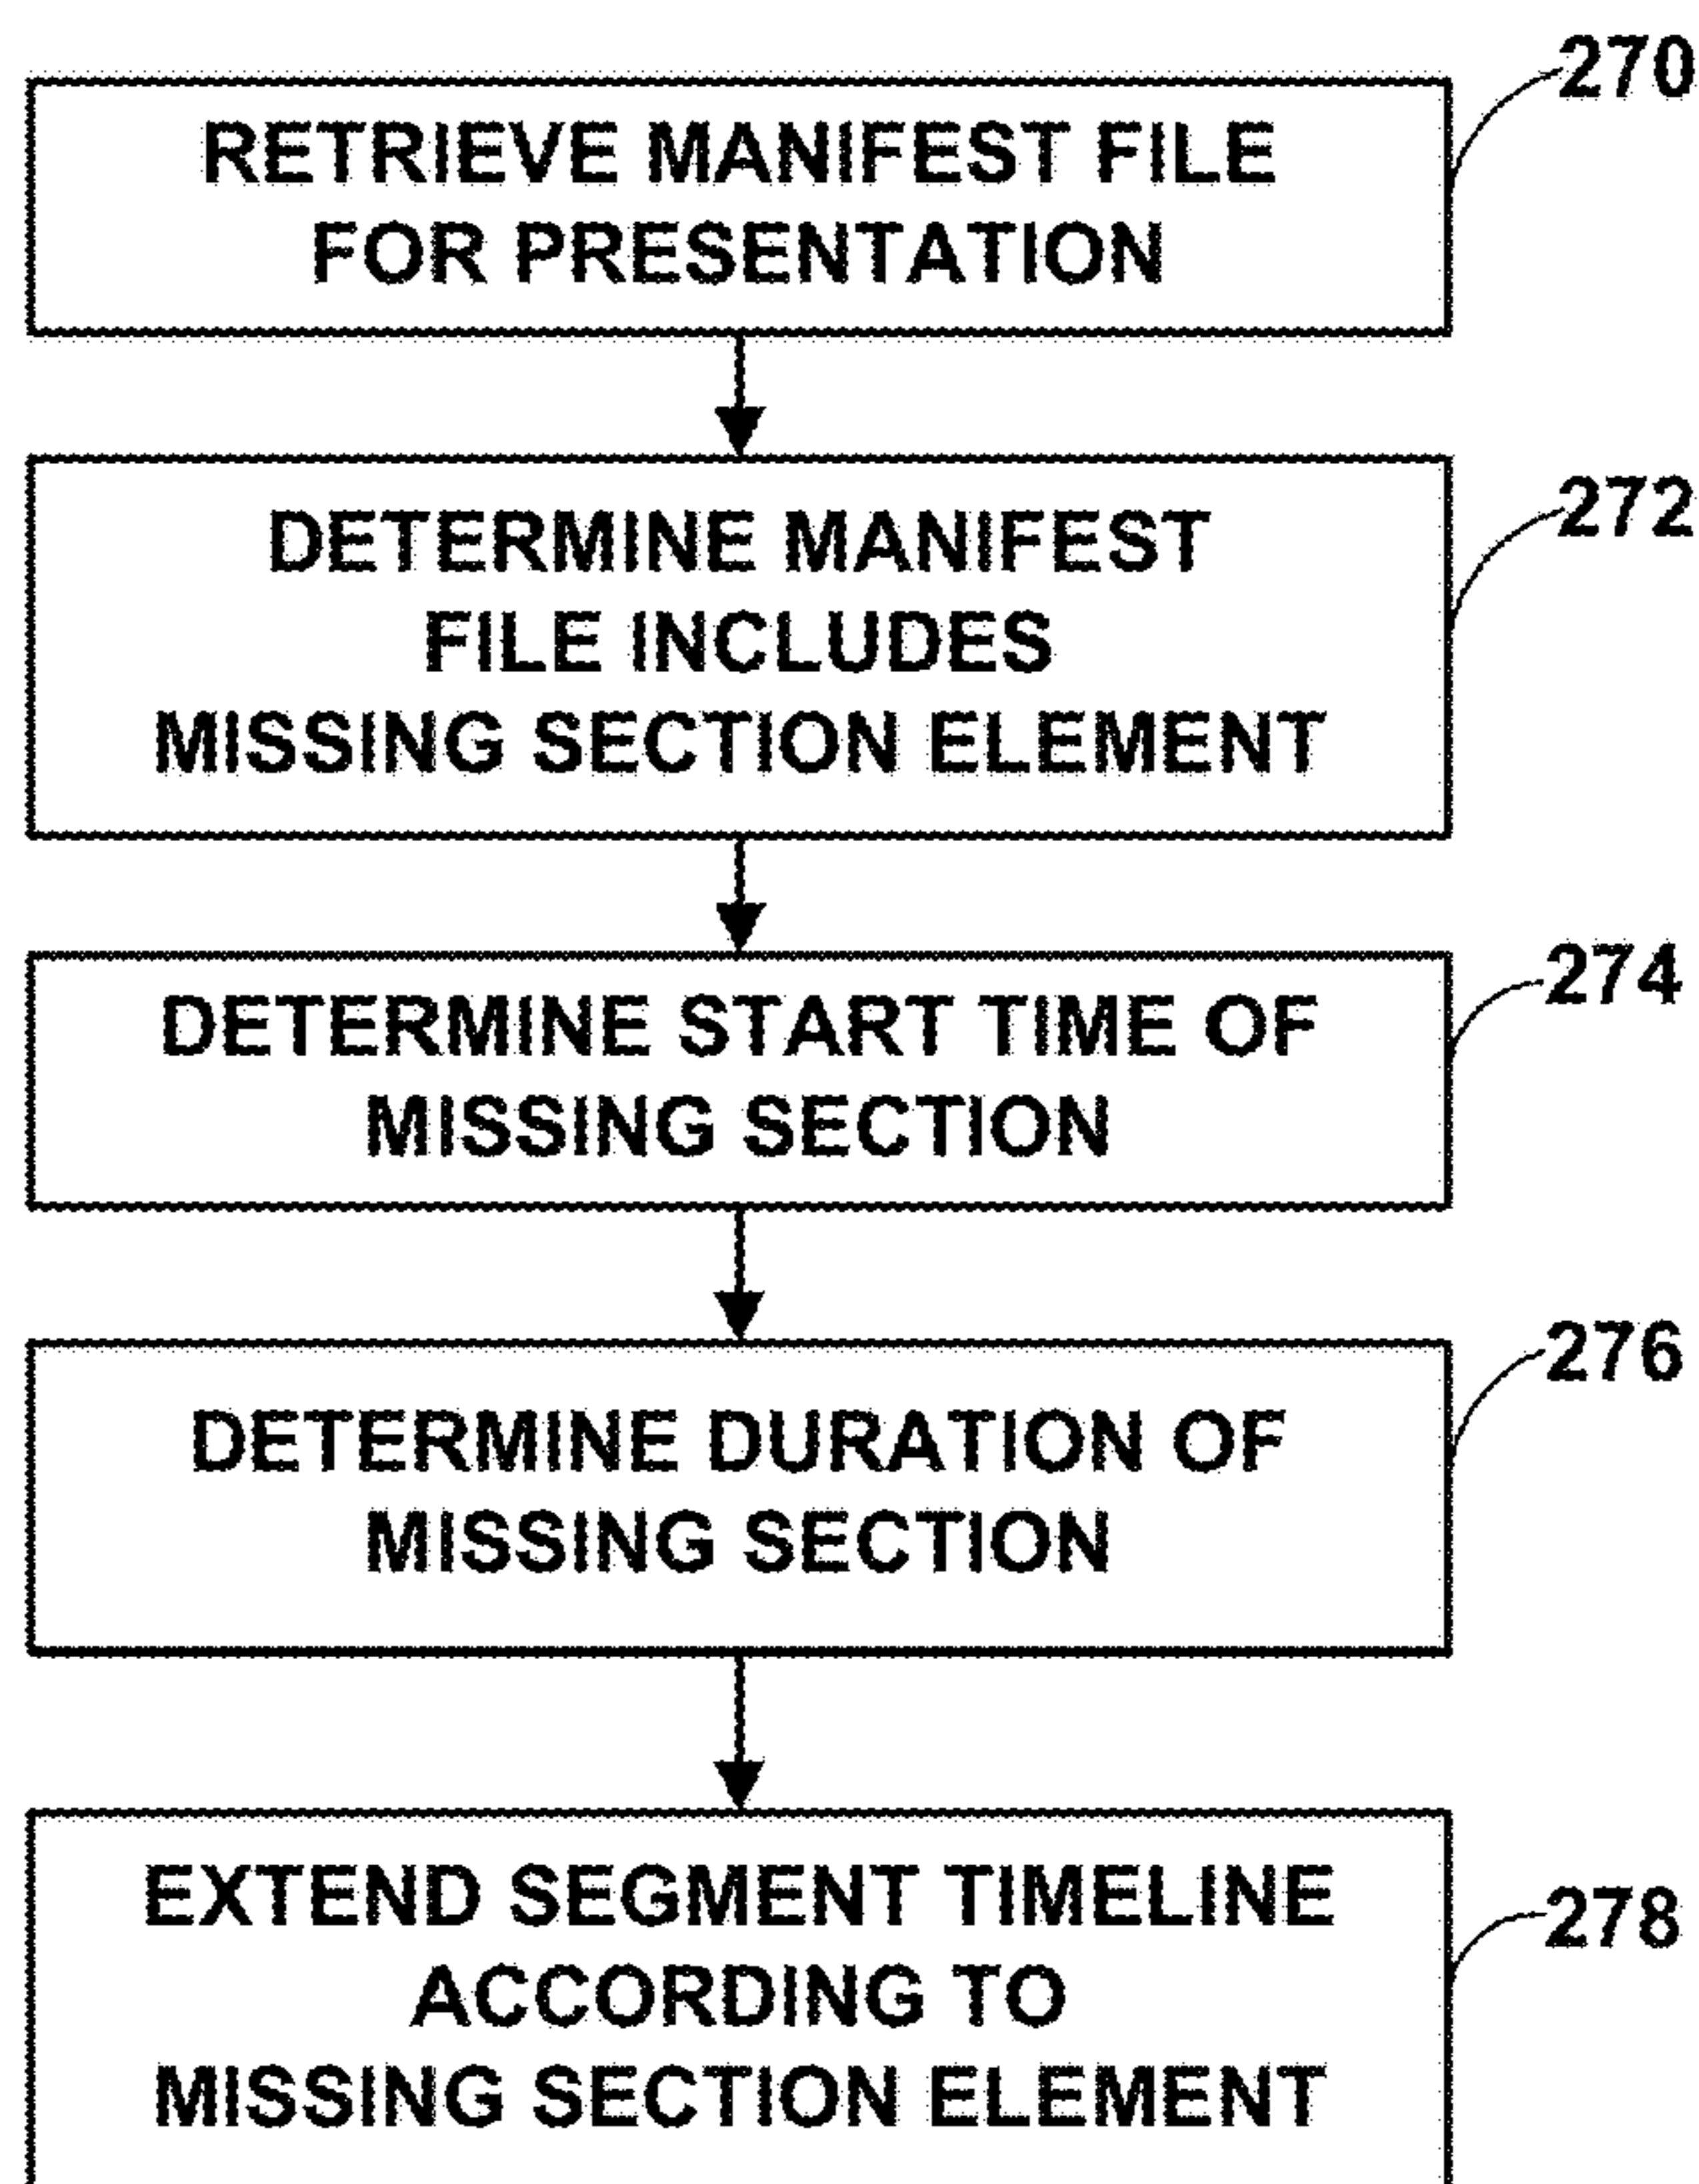 270
RETRIEVE MANIFEST FILE
FOR PRESENTATION
272
DETERMINE MANIFEST
FILE INCLUDES
MISSING SECTION ELEMENT
274
DETERMINE START TIME OF
MISSING SECTION
276
DETERMINE DURATION OF
MISSING SECTION
278
EXTEND SEGMENT TIMELINE
ACCORDING TO
MISSING SECTION ELEMENT